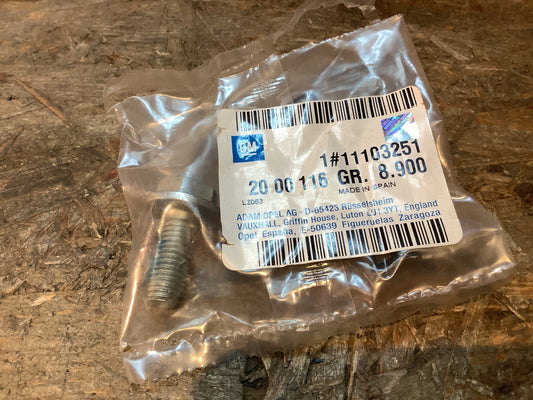 GM
1#11103251
20 00 116 GR. 8.900
MADE IN SPAIN
LZ063
ADAM OPEL AG - D-65423 Rüsselsheim
VAUXHALL, Griffin House, Luton LU1 3YT, England
Opel España, E-50639 Figueruelas Zaragoza